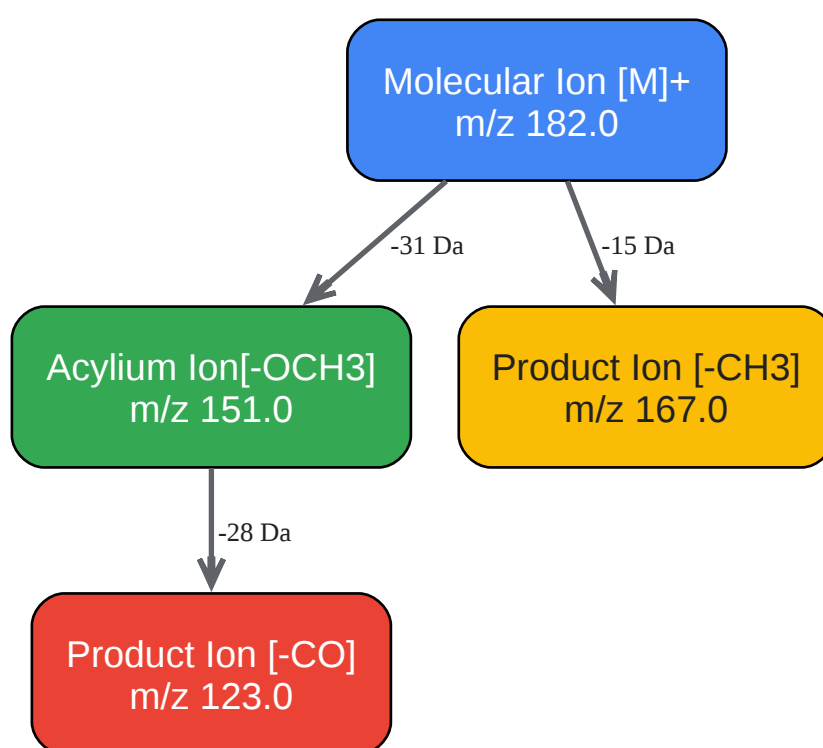 Molecular Ion [M]+
m/z 182.0
-31 Da
-15 Da
Acylium Ion[-OCH3]
m/z 151.0
Product Ion [-CH3]
m/z 167.0
-28 Da
Product Ion [-CO]
m/z 123.0